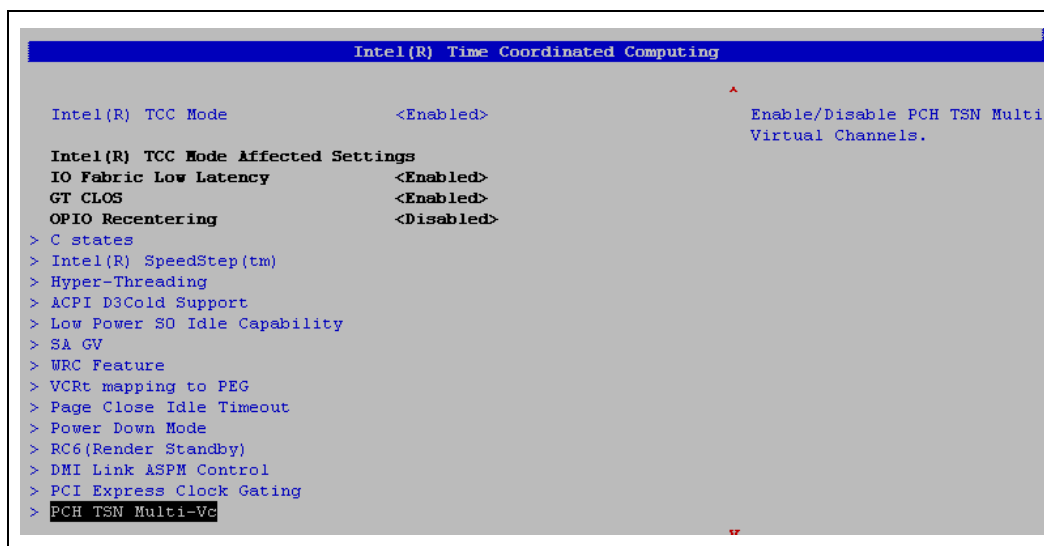 Intel(R) Time Coordinated Computing
^
Intel(R) TCC Mode <Enabled> Enable/Disable PCH TSN Multi
Virtual Channels.
Intel(R) TCC Mode Affected Settings
IO Fabric Low Latency <Enabled>
GT CLOS <Enabled>
OPIO Recentering <Disabled>
> C states
> Intel(R) SpeedStep(tm)
> Hyper-Threading
> ACPI D3Cold Support
> Low Power S0 Idle Capability
> SA GV
> WRC Feature
> VCRt mapping to PEG
> Page Close Idle Timeout
> Power Down Mode
> RC6(Render Standby)
> DMI Link ASPM Control
> PCI Express Clock Gating
> PCH TSN Multi-Vc
v